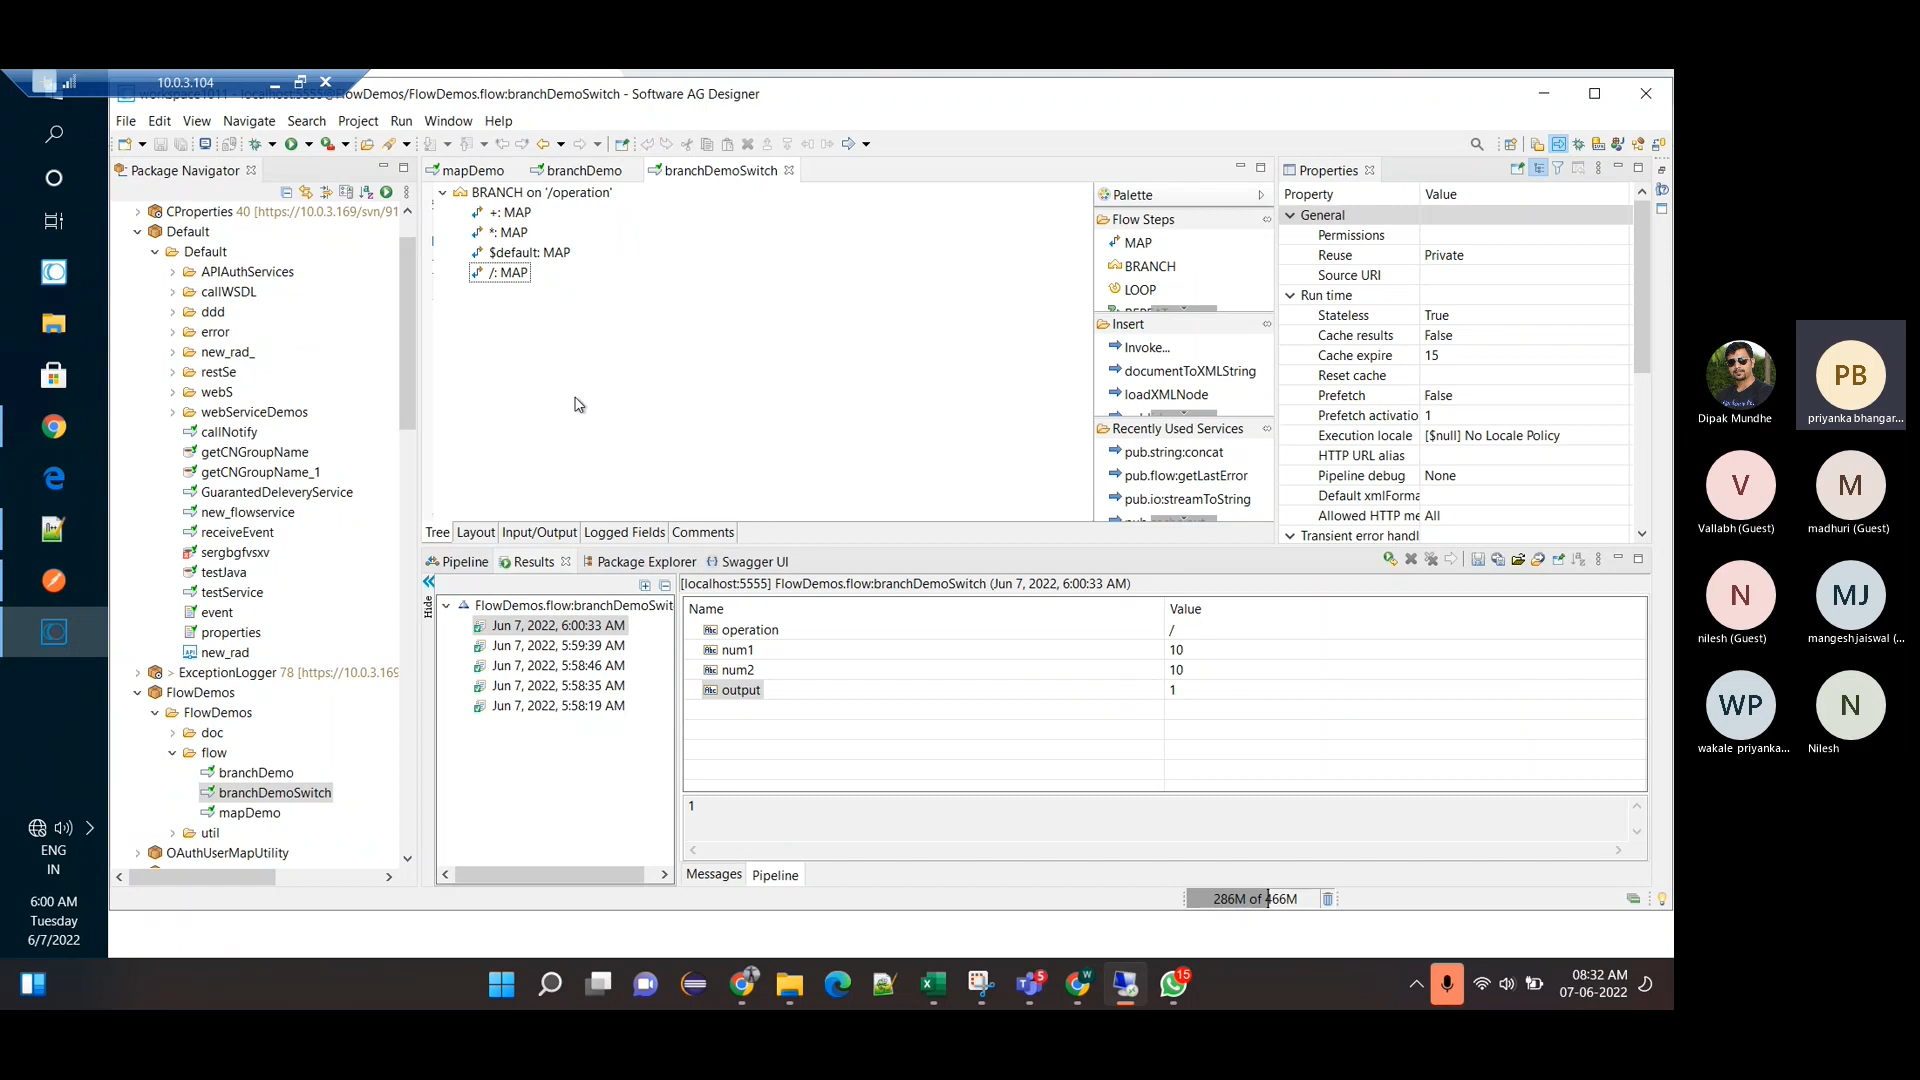 10.0.3.104
workspace1011 - localhost:5555@FlowDemos/FlowDemos.flow:branchDemoSwitch - Software AG Designer
File Edit View Navigate Search Project Run Window Help
Package Navigator
CProperties 40 [https://10.0.3.169/svn/91
Default
Default
APIAuthServices
callWSDL
ddd
error
new_rad_
restSe
webS
webServiceDemos
callNotify
getCNGroupName
getCNGroupName_1
GuarantedDeleveryService
new_flowservice
receiveEvent
sergbgfvsxv
testJava
testService
event
properties
new_rad
> ExceptionLogger 78 [https://10.0.3.169
FlowDemos
FlowDemos
doc
flow
branchDemo
branchDemoSwitch
mapDemo
util
OAuthUserMapUtility
mapDemo branchDemo branchDemoSwitch
BRANCH on '/operation'
+: MAP
*: MAP
$default: MAP
/: MAP
Tree Layout Input/Output Logged Fields Comments
Palette
Flow Steps
MAP
BRANCH
LOOP
Insert
Invoke...
documentToXMLString
loadXMLNode
Recently Used Services
pub.string:concat
pub.flow:getLastError
pub.io:streamToString
Properties
Property Value
General
Permissions
Reuse Private
Source URI
Run time
Stateless True
Cache results False
Cache expire 15
Reset cache
Prefetch False
Prefetch activatio 1
Execution locale [$null] No Locale Policy
HTTP URL alias
Pipeline debug None
Default xmlForma
Allowed HTTP me All
Transient error handl
Pipeline Results Package Explorer Swagger UI
Hide
FlowDemos.flow:branchDemoSwit
Jun 7, 2022, 6:00:33 AM
Jun 7, 2022, 5:59:39 AM
Jun 7, 2022, 5:58:46 AM
Jun 7, 2022, 5:58:35 AM
Jun 7, 2022, 5:58:19 AM
[localhost:5555] FlowDemos.flow:branchDemoSwitch (Jun 7, 2022, 6:00:33 AM)
Name Value
operation /
num1 10
num2 10
output 1
1
Messages Pipeline
286M of 466M
ENG
IN
6:00 AM
Tuesday
6/7/2022
08:32 AM
07-06-2022
5
W
15
Dipak Mundhe
PB
priyanka bhangar...
V
Vallabh (Guest)
M
madhuri (Guest)
N
nilesh (Guest)
MJ
mangesh jaiswal (...
WP
wakale priyanka...
N
Nilesh